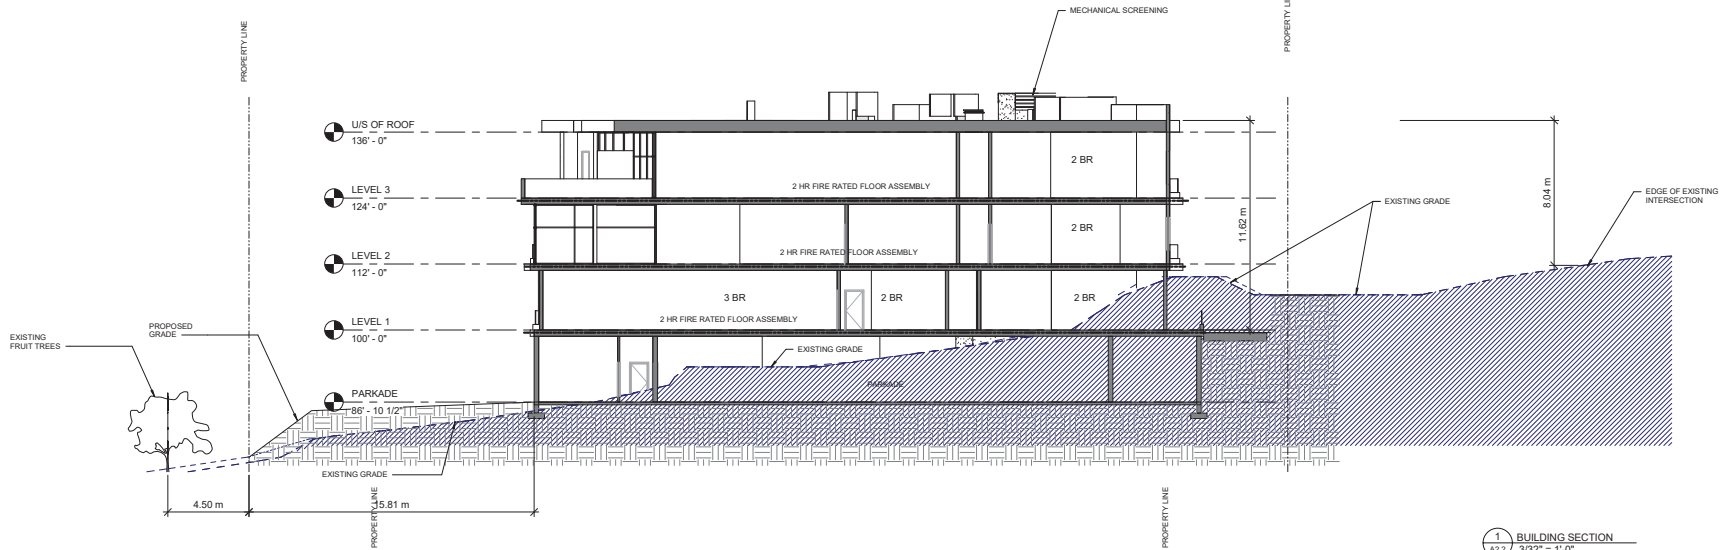 MECHANICAL SCREENING
PROPERTY LINE
PROPERTY LINE
U/S OF ROOF
136' - 0"
2 BR
2 HR FIRE RATED FLOOR ASSEMBLY
LEVEL 3
124' - 0"
EXISTING GRADE
EDGE OF EXISTING
INTERSECTION
8.04 m
11.62 m
2 BR
2 HR FIRE RATED FLOOR ASSEMBLY
LEVEL 2
112' - 0"
3 BR
2 BR
2 BR
2 HR FIRE RATED FLOOR ASSEMBLY
LEVEL 1
100' - 0"
PROPOSED
GRADE
EXISTING
FRUIT TREES
EXISTING GRADE
PARKADE
PARKADE
86' - 10 1/2"
EXISTING GRADE
4.50 m
15.81 m
PROPERTY LINE
PROPERTY LINE
1
A2.2
BUILDING SECTION
3/32" = 1'-0"